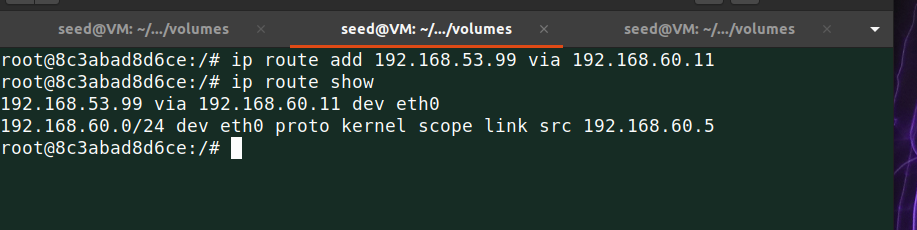 seed@VM: ~/.../volumes × seed@VM: ~/.../volumes × seed@VM: ~/.../volumes ×
root@8c3abad8d6ce:/# ip route add 192.168.53.99 via 192.168.60.11
root@8c3abad8d6ce:/# ip route show
192.168.53.99 via 192.168.60.11 dev eth0
192.168.60.0/24 dev eth0 proto kernel scope link src 192.168.60.5
root@8c3abad8d6ce:/#